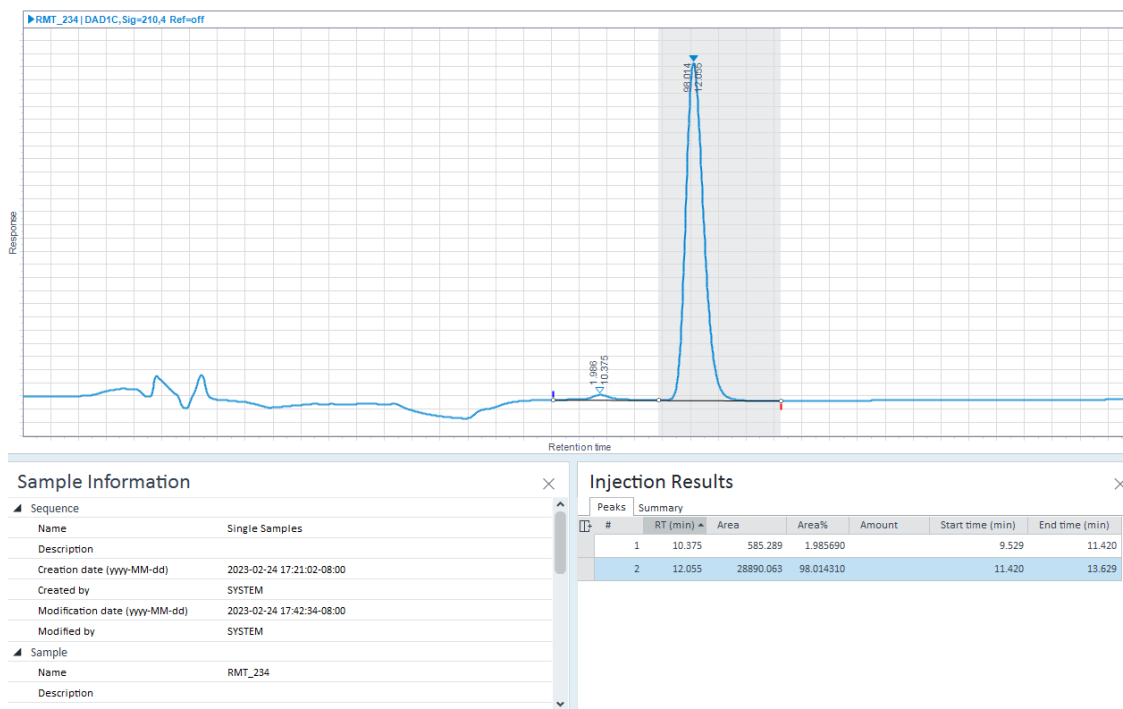 RMT_234 | DAD1C,Sig=210,4 Ref=off
98.014
12.055
1.986
10.375
Response
Retention time
Sample Information
Sequence
Name Single Samples
Description
Creation date (yyyy-MM-dd) 2023-02-24 17:21:02-08:00
Created by SYSTEM
Modification date (yyyy-MM-dd) 2023-02-24 17:42:34-08:00
Modified by SYSTEM
Sample
Name RMT_234
Description
Injection Results
Peaks Summary
# RT (min) Area Area% Amount Start time (min) End time (min)
1 10.375 585.289 1.985690 9.529 11.420
2 12.055 28890.063 98.014310 11.420 13.629